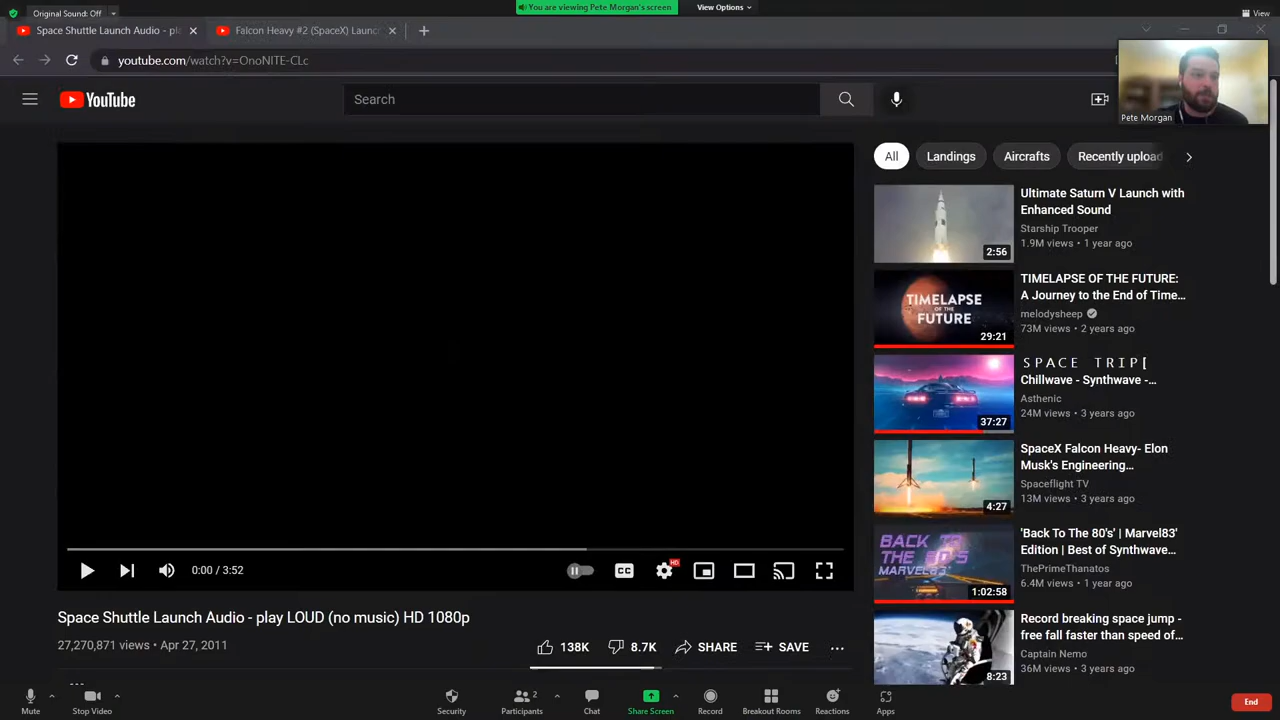 Original Sound: Off
You are viewing Pete Morgan's screen
View Options
View
Space Shuttle Launch Audio - pl
Falcon Heavy #2 (SpaceX) Launc
youtube.com/watch?v=OnoNITE-CLc
YouTube
Search
Pete Morgan
All
Landings
Aircrafts
Recently upload
Ultimate Saturn V Launch with
Enhanced Sound
Starship Trooper
1.9M views • 1 year ago
2:56
TIMELAPSE
OF THE
FUTURE
29:21
TIMELAPSE OF THE FUTURE:
A Journey to the End of Time...
melodysheep
73M views • 2 years ago
S P A C E T R I P [
Chillwave - Synthwave -...
Asthenic
24M views • 3 years ago
37:27
SpaceX Falcon Heavy- Elon
Musk's Engineering...
Spaceflight TV
13M views • 3 years ago
4:27
BACK TO
THE 80'S
MARVEL83'
1:02:58
'Back To The 80's' | Marvel83'
Edition | Best of Synthwave...
ThePrimeThanatos
6.4M views • 1 year ago
Record breaking space jump -
free fall faster than speed of...
Captain Nemo
36M views • 3 years ago
8:23
0:00 / 3:52
CC
HD
Space Shuttle Launch Audio - play LOUD (no music) HD 1080p
27,270,871 views • Apr 27, 2011
138K
8.7K
SHARE
SAVE
Mute
Stop Video
Security
Participants
2
Chat
Share Screen
Record
Breakout Rooms
Reactions
Apps
End